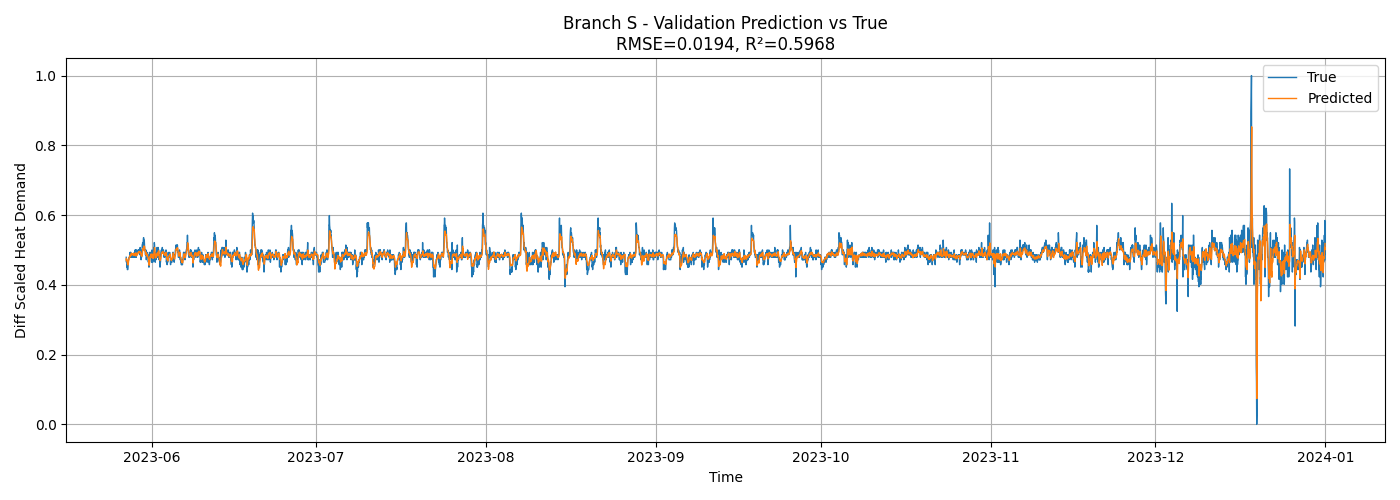 Branch S - Validation Prediction vs True
RMSE=0.0194, R²=0.5968
True
Predicted
Diff Scaled Heat Demand
1.0
0.8
0.6
0.4
0.2
0.0
2023-06
2023-07
2023-08
2023-09
2023-10
2023-11
2023-12
2024-01
Time